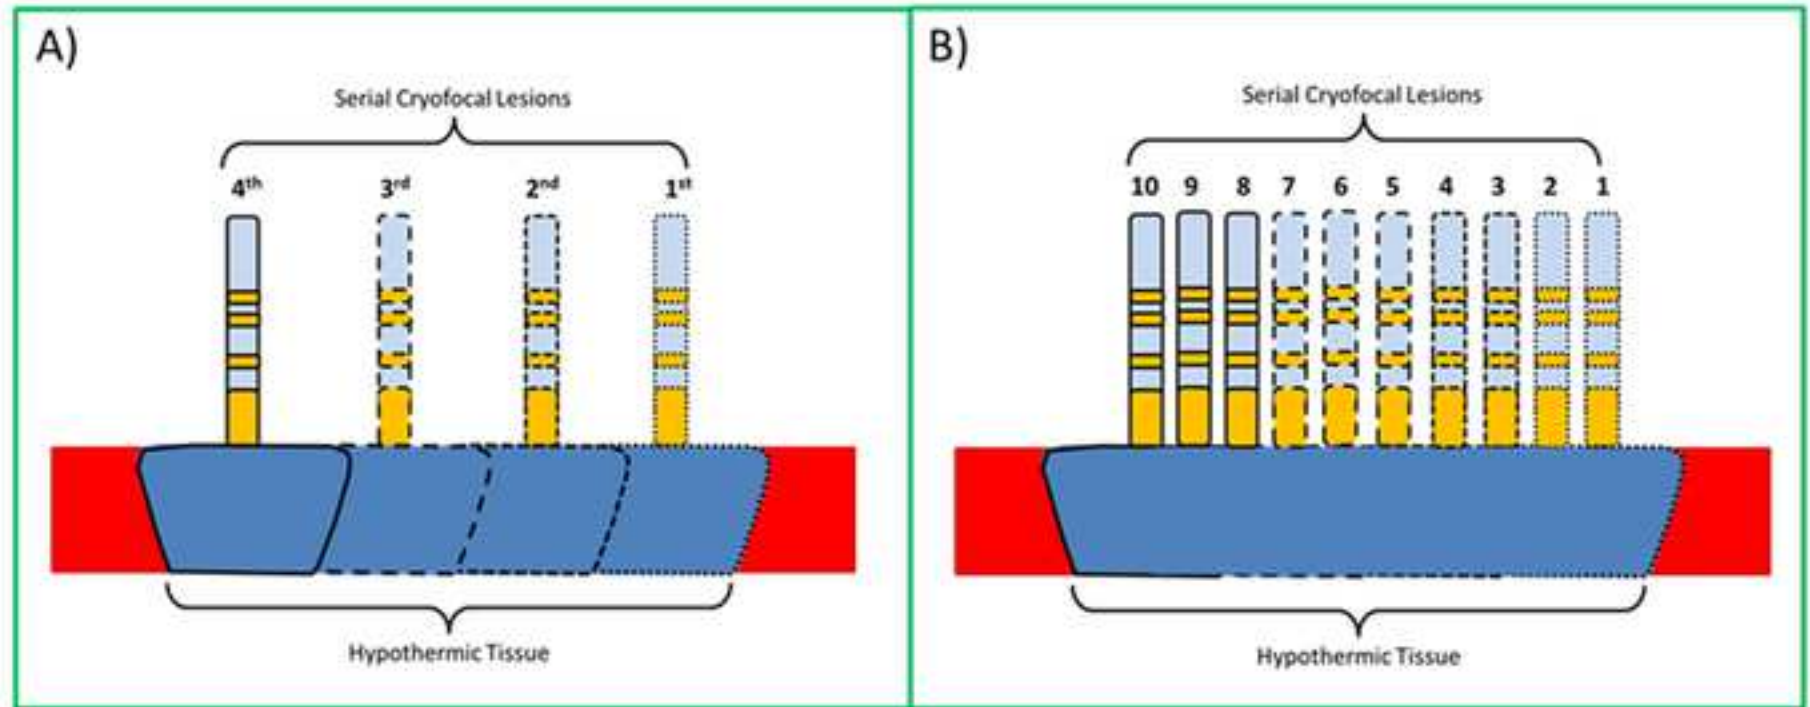 A)
Serial Cryofocal Lesions
4th 3rd 2nd 1st
Hypothermic Tissue
B)
Serial Cryofocal Lesions
10 9 8 7 6 5 4 3 2 1
Hypothermic Tissue